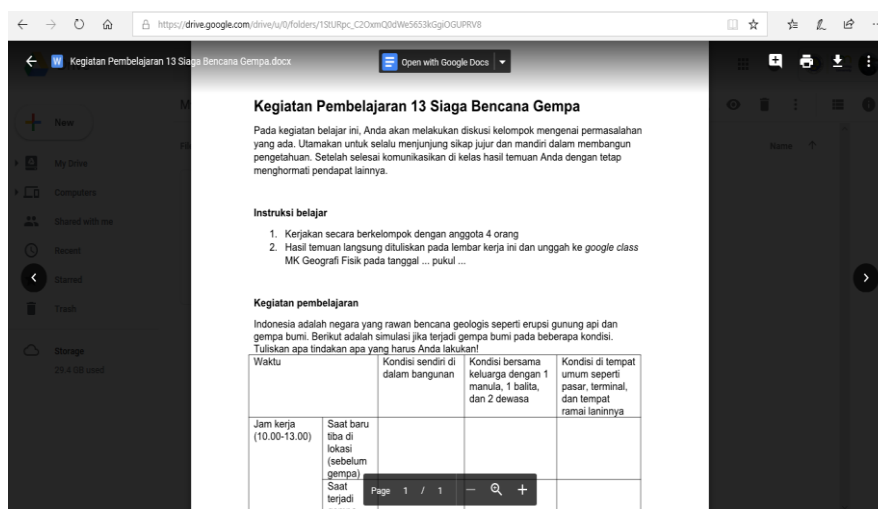 https://drive.google.com/drive/u/0/folders/1StURpc_C2OxmQ0dWe5653kGgiOGUPRV8
Kegiatan Pembelajaran 13 Siaga Bencana Gempa.docx
Open with Google Docs
New
My Drive
Computers
Shared with me
Recent
Starred
Trash
Storage
29.4 GB used
Name
Kegiatan Pembelajaran 13 Siaga Bencana Gempa
Pada kegiatan belajar ini, Anda akan melakukan diskusi kelompok mengenai permasalahan
yang ada. Utamakan untuk selalu menjunjung sikap jujur dan mandiri dalam membangun
pengetahuan. Setelah selesai komunikasikan di kelas hasil temuan Anda dengan tetap
menghormati pendapat lainnya.
Instruksi belajar
1. Kerjakan secara berkelompok dengan anggota 4 orang
2. Hasil temuan langsung dituliskan pada lembar kerja ini dan unggah ke google class
MK Geografi Fisik pada tanggal ... pukul ...
Kegiatan pembelajaran
Indonesia adalah negara yang rawan bencana geologis seperti erupsi gunung api dan
gempa bumi. Berikut adalah simulasi jika terjadi gempa bumi pada beberapa kondisi.
Tuliskan apa tindakan apa yang harus Anda lakukan!
Waktu
Kondisi sendiri di
dalam bangunan
Kondisi bersama
keluarga dengan 1
manula, 1 balita,
dan 2 dewasa
Kondisi di tempat
umum seperti
pasar, terminal,
dan tempat
ramai laninnya
Jam kerja
(10.00-13.00)
Saat baru
tiba di
lokasi
(sebelum
gempa)
Saat
terjadi
Page 1 / 1